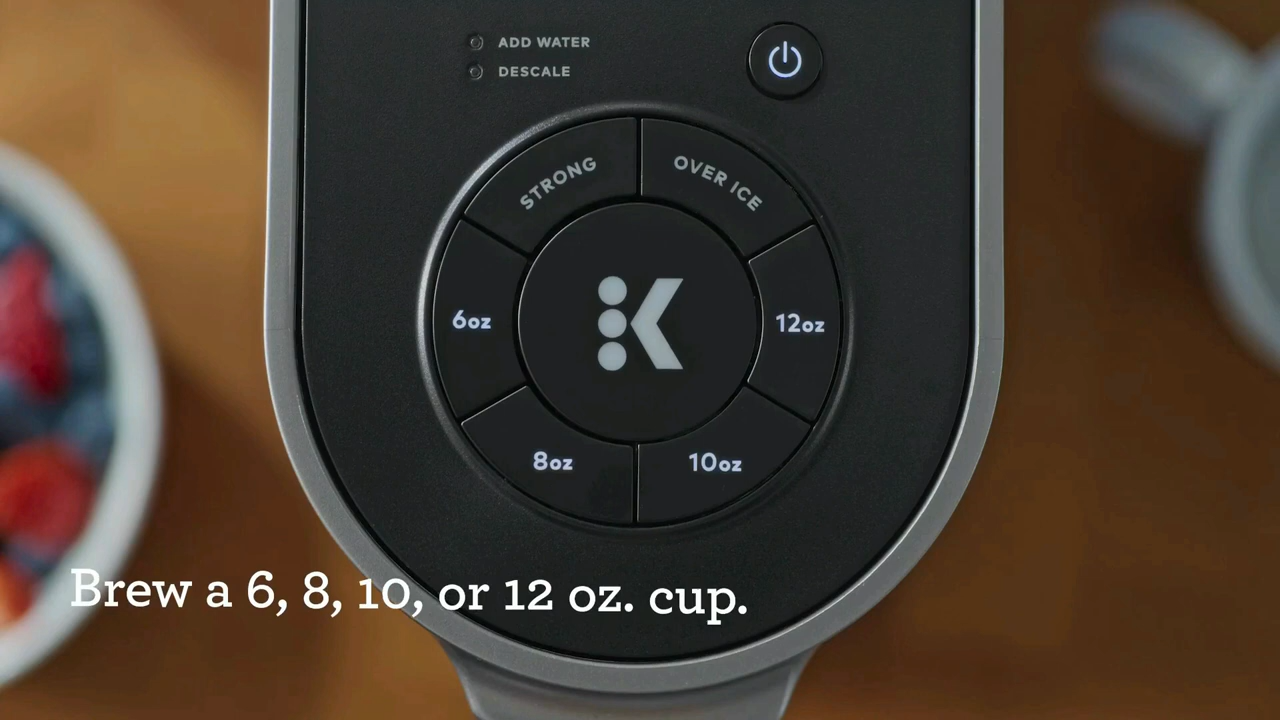 ADD WATER
DESCALE
STRONG
OVER ICE
6oz
K
12oz
8oz
10oz
Brew a 6, 8, 10, or 12 oz. cup.